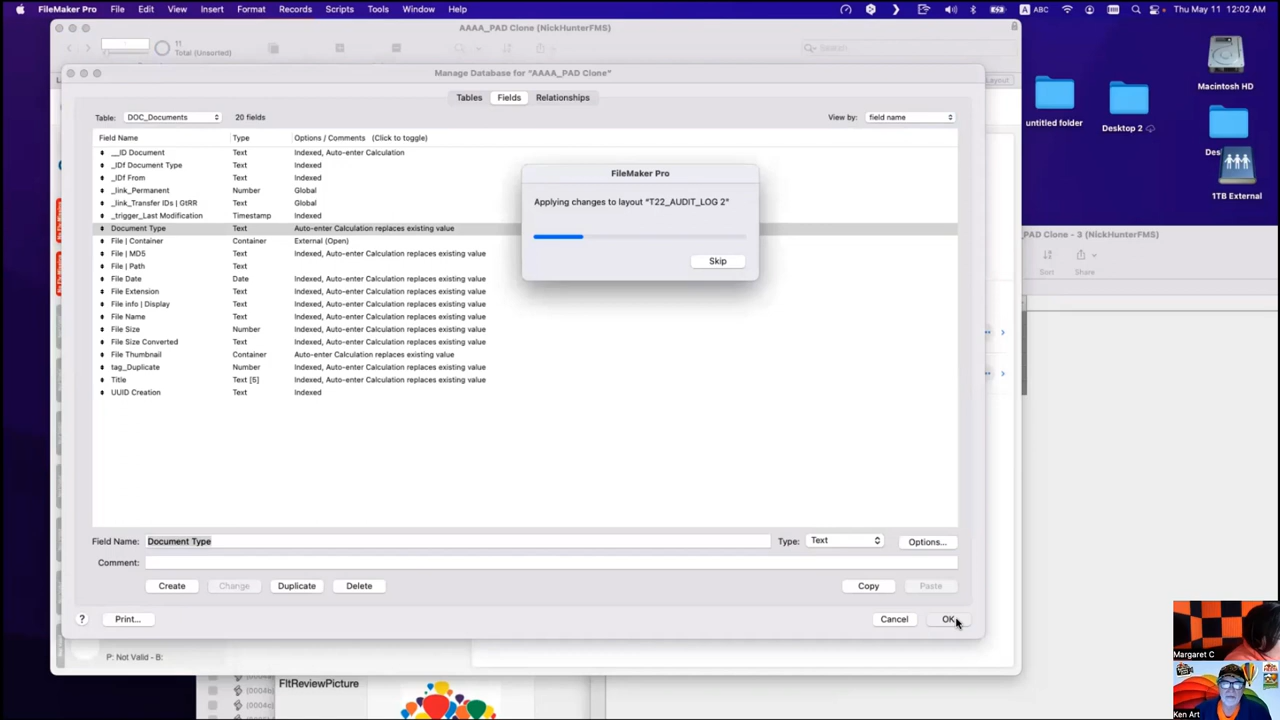 FileMaker Pro File Edit View Insert Format Records Scripts Tools Window Help ABC Thu May 11 12:02 AM
AAAA_PAD Clone (NickHunterFMS)
11
Total (Unsorted)
Search
Manage Database for "AAAA_PAD Clone"
Tables Fields Relationships
Table: DOC_Documents 20 fields View by: field name
Field Name Type Options / Comments (Click to toggle)
__ID Document Text Indexed, Auto-enter Calculation
_IDf Document Type Text Indexed
_IDf From Text Indexed
_link_Permanent Number Global
_link_Transfer IDs | GtRR Text Global
_trigger_Last Modification Timestamp Indexed
Document Type Text Auto-enter Calculation replaces existing value
File | Container Container External (Open)
File | MD5 Text Indexed, Auto-enter Calculation replaces existing value
File | Path Text
File Date Date Indexed, Auto-enter Calculation replaces existing value
File Extension Text Indexed, Auto-enter Calculation replaces existing value
File info | Display Text Indexed, Auto-enter Calculation replaces existing value
File Name Text Indexed, Auto-enter Calculation replaces existing value
File Size Number Indexed, Auto-enter Calculation replaces existing value
File Size Converted Text Indexed, Auto-enter Calculation replaces existing value
File Thumbnail Container Auto-enter Calculation replaces existing value
tag_Duplicate Number Indexed, Auto-enter Calculation replaces existing value
Title Text [5] Indexed, Auto-enter Calculation replaces existing value
UUID Creation Text Indexed
FileMaker Pro
Applying changes to layout "T22_AUDIT_LOG 2"
Skip
Field Name: Document Type Type: Text Options...
Comment:
Create Change Duplicate Delete Copy Paste
? Print... Cancel OK
P: Not Valid - B:
FltReviewPicture
Macintosh HD
untitled folder
Desktop 2
1TB External
PAD Clone - 3 (NickHunterFMS)
Sort Share
Margaret C
Ken Art